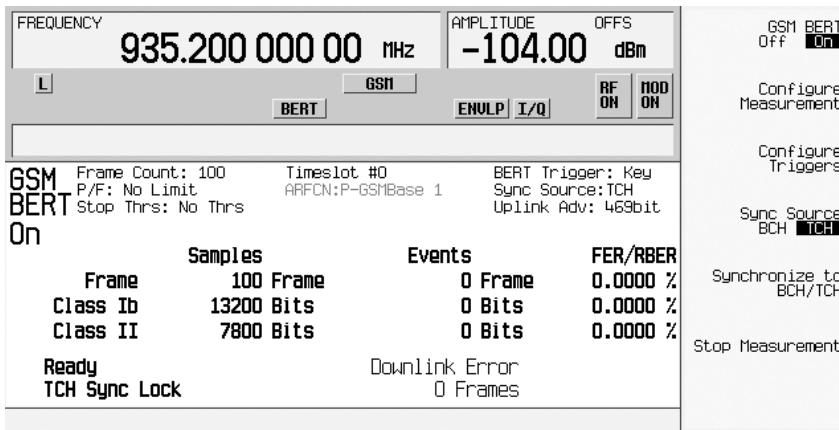 FREQUENCY
935.200 000 00 MHz
AMPLITUDE OFFS
-104.00 dBm
L
GSM
BERT
ENVLP I/Q
RF ON
MOD ON
GSM BERT On
Frame Count: 100
P/F: No Limit
Stop Thrs: No Thrs
Timeslot #0
ARFCN:P-GSMBase 1
BERT Trigger: Key
Sync Source:TCH
Uplink Adv: 469bit
Samples Events FER/RBER
Frame 100 Frame 0 Frame 0.0000 %
Class Ib 13200 Bits 0 Bits 0.0000 %
Class II 7800 Bits 0 Bits 0.0000 %
Ready
TCH Sync Lock
Downlink Error
0 Frames
GSM BERT
Off On
Configure
Measurement
Configure
Triggers
Sync Source
BCH TCH
Synchronize to
BCH/TCH
Stop Measurement